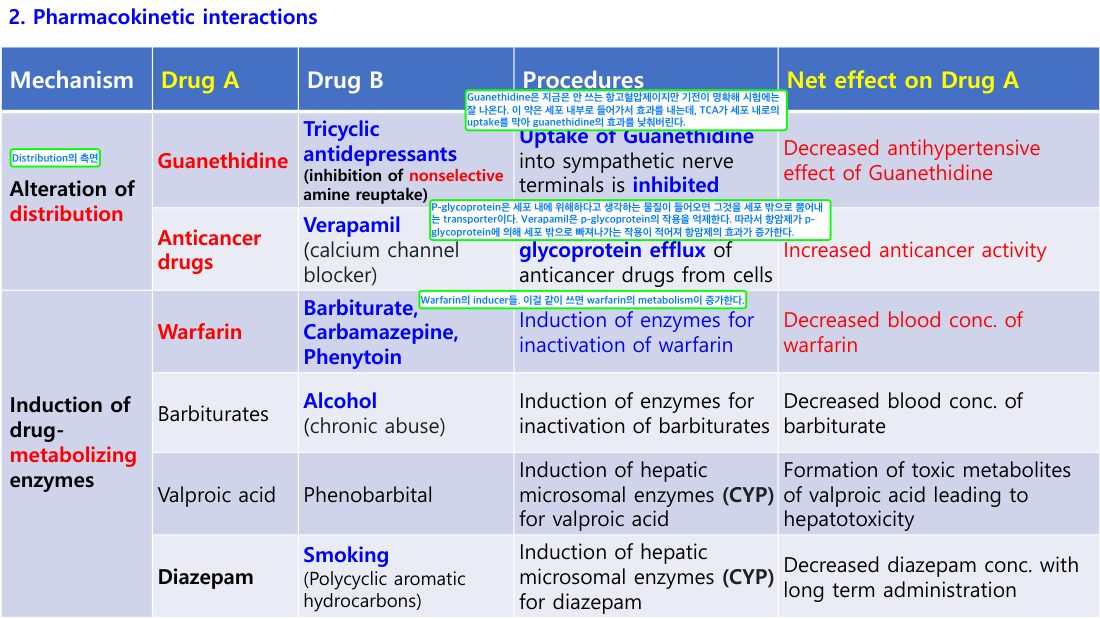 2. Pharmacokinetic interactions
Mechanism
Drug A
Drug B
Procedures
Net effect on Drug A
Guanethidine은 지금은 안 쓰는 항고혈압제이지만 기전이 명확해 시험에는
잘 나온다. 이 약은 세포 내부로 들어가서 효과를 내는데, TCA가 세포 내로의
uptake를 막아 guanethidine의 효과를 낮춰버린다.
Distribution의 측면
Alteration of
distribution
Guanethidine
Tricyclic
antidepressants
(inhibition of nonselective
amine reuptake)
Uptake of Guanethidine
into sympathetic nerve
terminals is inhibited
Decreased antihypertensive
effect of Guanethidine
P-glycoprotein은 세포 내에 위해하다고 생각하는 물질이 들어오면 그것을 세포 밖으로 뿜어내
는 transporter이다. Verapamil은 p-glycoprotein의 작용을 억제한다. 따라서 항암제가 p-
glycoprotein에 의해 세포 밖으로 빠져나가는 작용이 적어져 항암제의 효과가 증가한다.
Anticancer
drugs
Verapamil
(calcium channel
blocker)
glycoprotein efflux of
anticancer drugs from cells
Increased anticancer activity
Warfarin의 inducer들. 이걸 같이 쓰면 warfarin의 metabolism이 증가한다.
Induction of
drug-
metabolizing
enzymes
Warfarin
Barbiturate,
Carbamazepine,
Phenytoin
Induction of enzymes for
inactivation of warfarin
Decreased blood conc. of
warfarin
Barbiturates
Alcohol
(chronic abuse)
Induction of enzymes for
inactivation of barbiturates
Decreased blood conc. of
barbiturate
Valproic acid
Phenobarbital
Induction of hepatic
microsomal enzymes (CYP)
for valproic acid
Formation of toxic metabolites
of valproic acid leading to
hepatotoxicity
Diazepam
Smoking
(Polycyclic aromatic
hydrocarbons)
Induction of hepatic
microsomal enzymes (CYP)
for diazepam
Decreased diazepam conc. with
long term administration